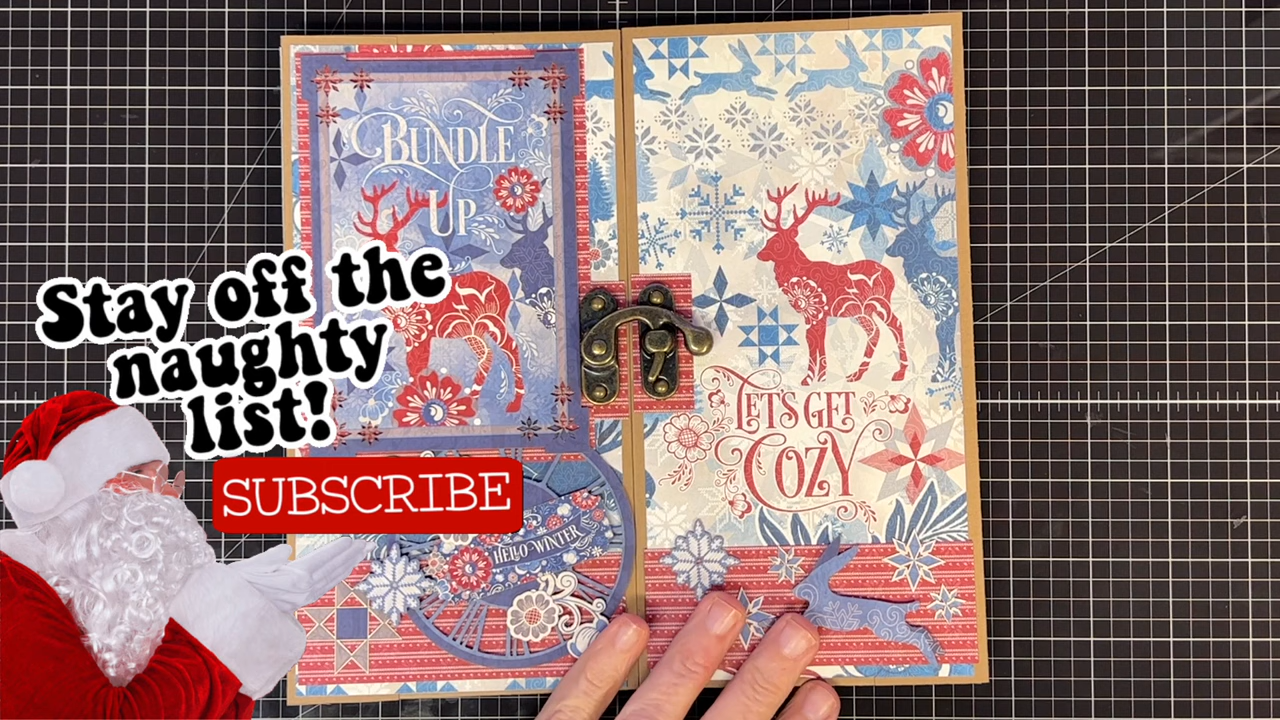 BUNDLE
UP
Stay off the
naughty
list!
SUBSCRIBE
HELLO WINTER
LET'S GET
COZY